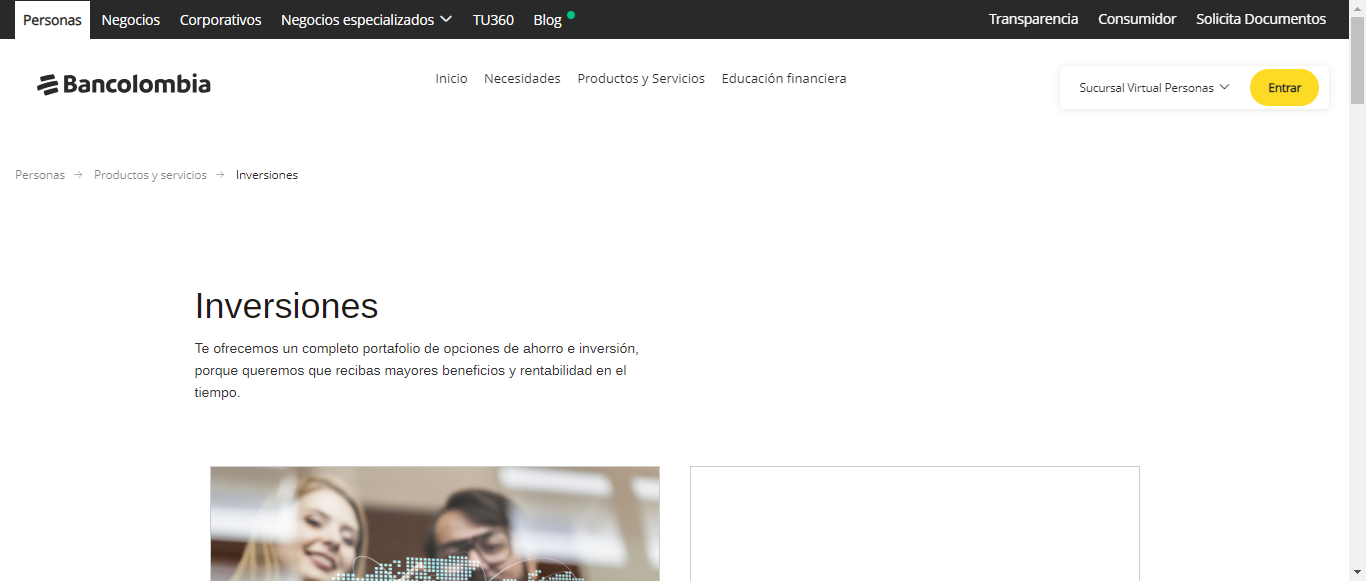 Personas Negocios Corporativos Negocios especializados TU360 Blog Transparencia Consumidor Solicita Documentos
Bancolombia Inicio Necesidades Productos y Servicios Educación financiera Sucursal Virtual Personas Entrar
Personas → Productos y servicios → Inversiones
Inversiones
Te ofrecemos un completo portafolio de opciones de ahorro e inversión,
porque queremos que recibas mayores beneficios y rentabilidad en el
tiempo.